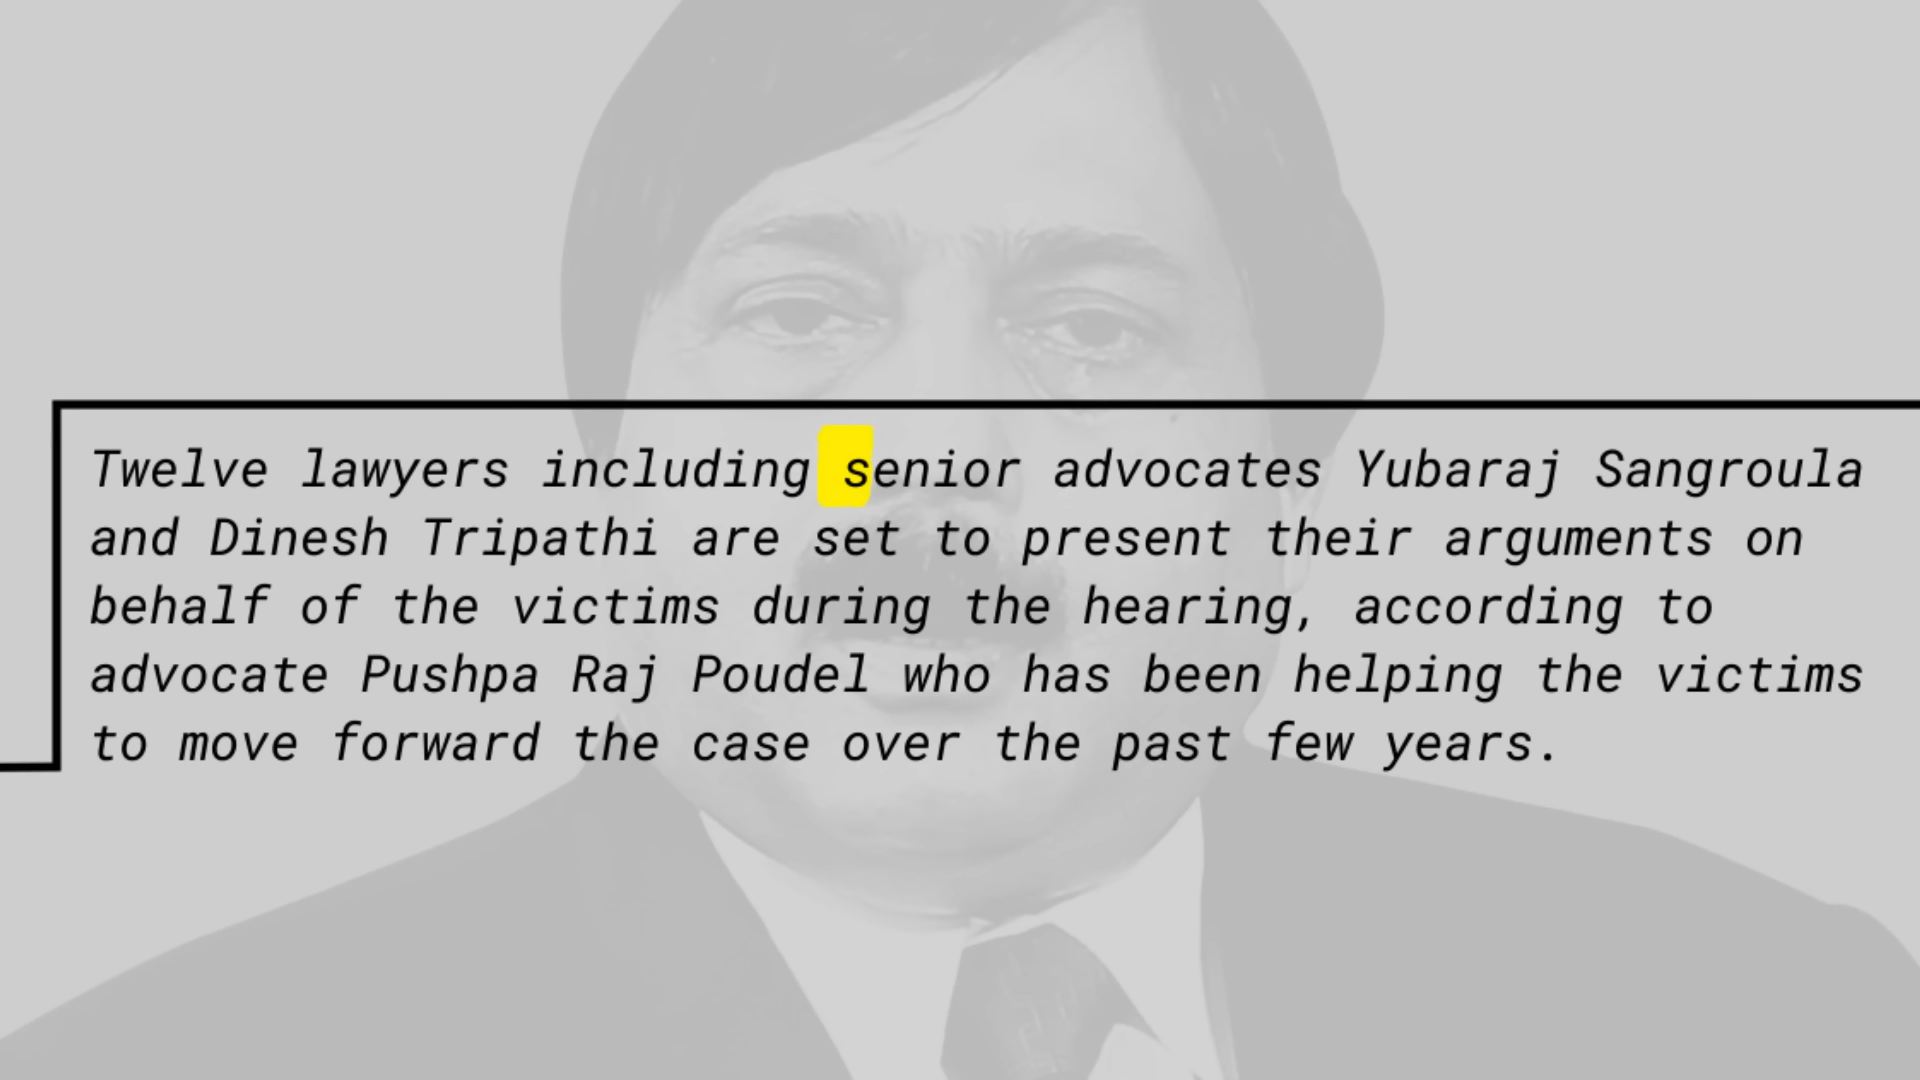 Twelve lawyers including senior advocates Yubaraj Sangroula
and Dinesh Tripathi are set to present their arguments on
behalf of the victims during the hearing, according to
advocate Pushpa Raj Poudel who has been helping the victims
to move forward the case over the past few years.